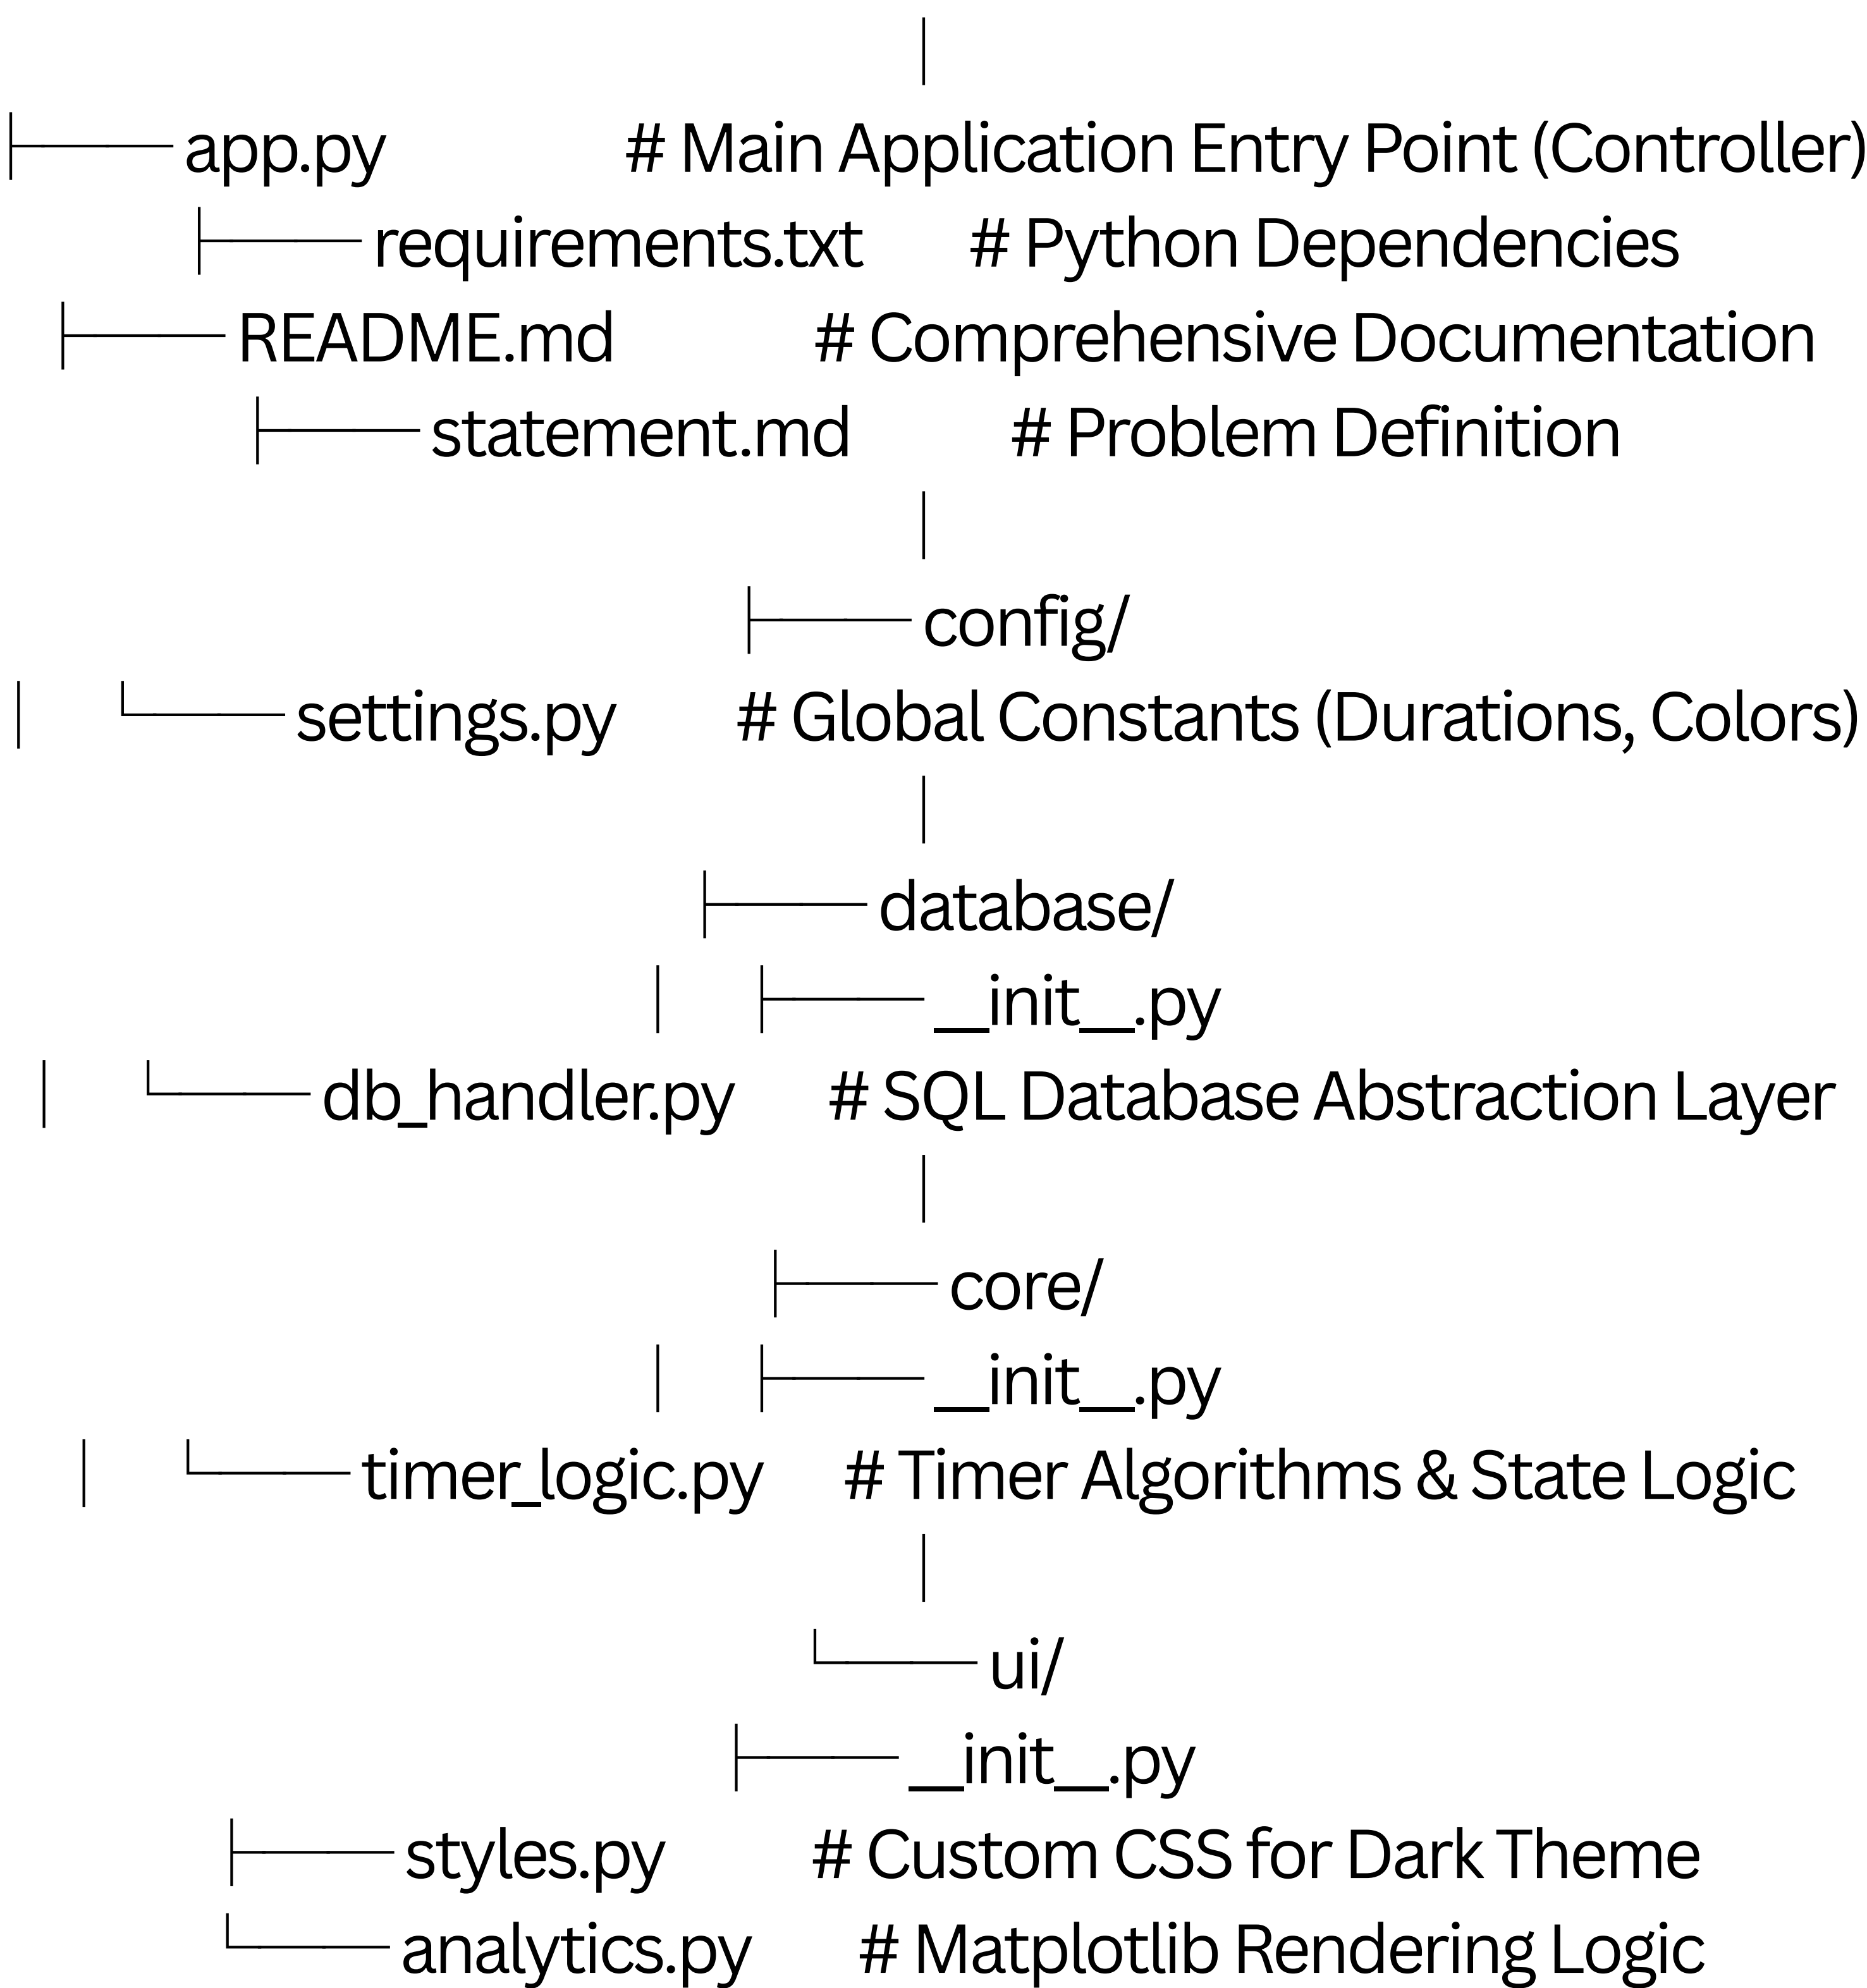 │
├── app.py # Main Application Entry Point (Controller)
├── requirements.txt # Python Dependencies
├── README.md # Comprehensive Documentation
├── statement.md # Problem Definition
│
├── config/
│ └── settings.py # Global Constants (Durations, Colors)
│
├── database/
│ ├── __init__.py
│ └── db_handler.py # SQL Database Abstraction Layer
│
├── core/
│ ├── __init__.py
│ └── timer_logic.py # Timer Algorithms & State Logic
│
└── ui/
├── __init__.py
├── styles.py # Custom CSS for Dark Theme
└── analytics.py # Matplotlib Rendering Logic